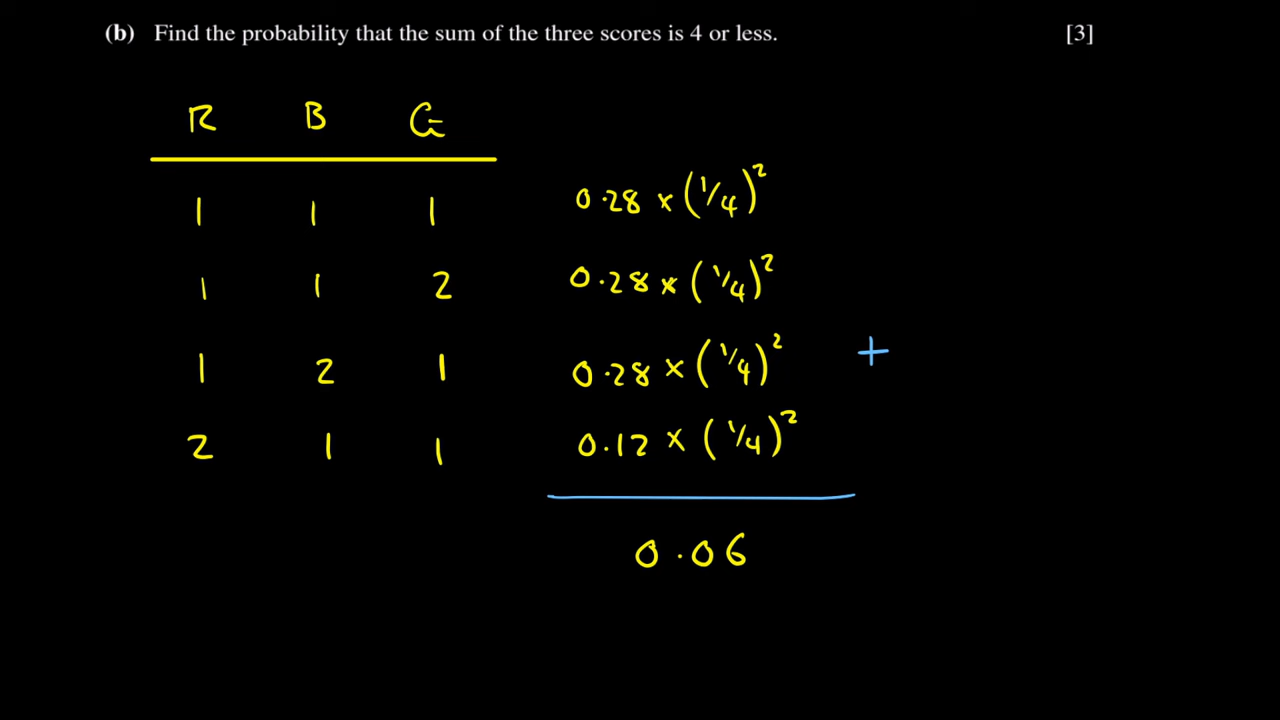 (b) Find the probability that the sum of the three scores is 4 or less. [3]
R B G
1 1 1 0.28 × (1/4)²
1 1 2 0.28 × (1/4)²
1 2 1 0.28 × (1/4)² +
2 1 1 0.12 × (1/4)²
0.06